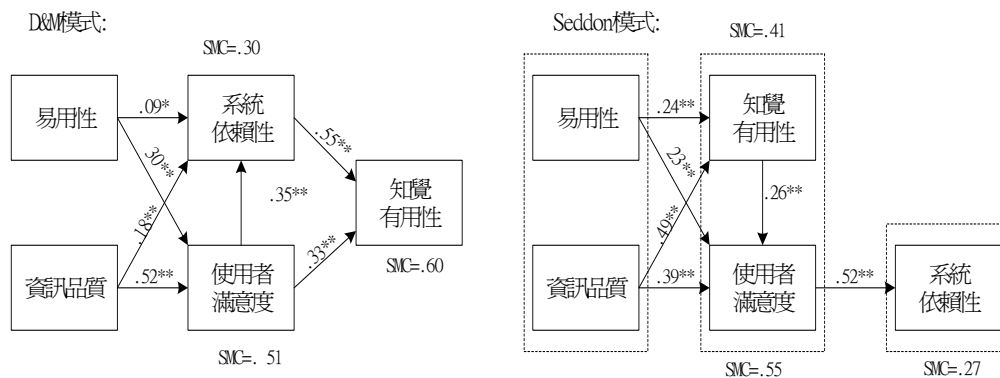 D&M模式:
SMC=.30
易用性
.09*
系統
依賴性
.55**
.30**
.35**
知覺
有用性
.18**
資訊品質
.52**
使用者
滿意度
.33**
SMC=.60
SMC=. 51
Seddon模式:
SMC=.41
易用性
.24**
知覺
有用性
.23**
.26**
.49**
資訊品質
.39**
使用者
滿意度
.52**
系統
依賴性
SMC=.55
SMC=.27